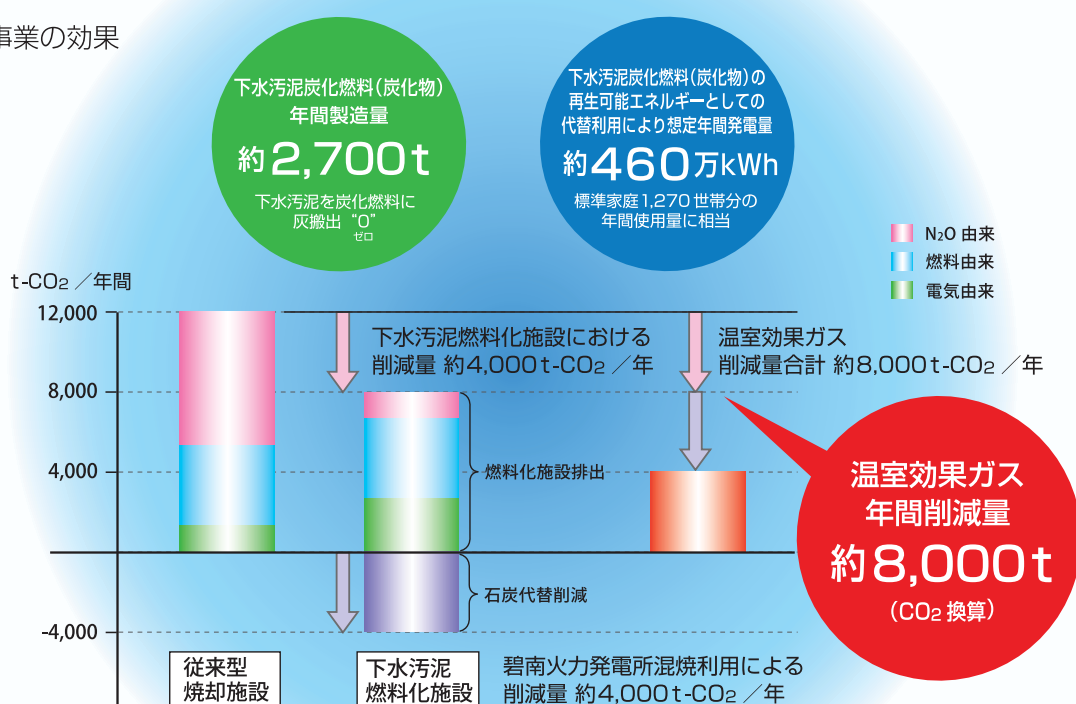 事業の効果
下水汚泥炭化燃料(炭化物)
年間製造量
約2,700t
下水汚泥を炭化燃料に
灰搬出 “0”
ゼロ
下水汚泥炭化燃料(炭化物)の
再生可能エネルギーとしての
代替利用により想定年間発電量
約460万kWh
標準家庭1,270世帯分の
年間使用量に相当
N₂O 由来
燃料由来
電気由来
t-CO₂／年間
12,000
8,000
4,000
-4,000
下水汚泥燃料化施設における
削減量 約4,000t-CO₂／年
温室効果ガス
削減量合計 約8,000t-CO₂／年
燃料化施設排出
石炭代替削減
温室効果ガス
年間削減量
約8,000t
(CO₂ 換算)
従来型
焼却施設
下水汚泥
燃料化施設
碧南火力発電所混焼利用による
削減量 約4,000t-CO₂／年